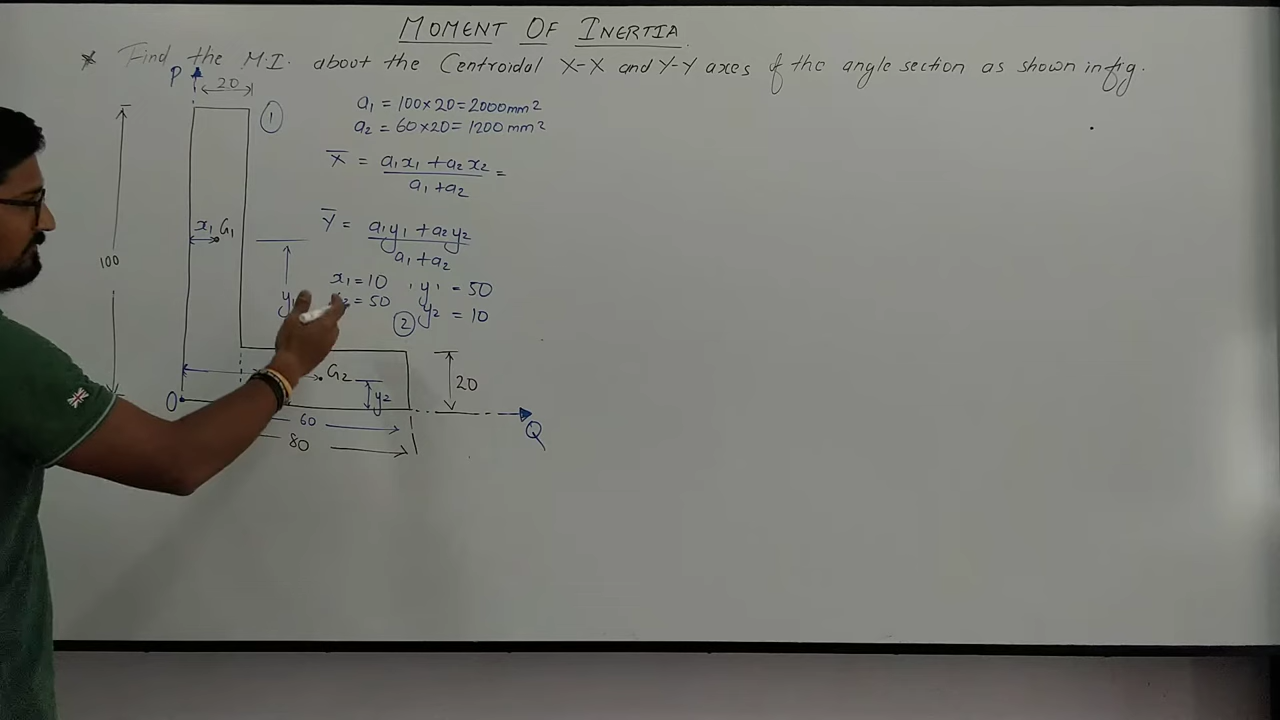 MOMENT OF INERTIA
* Find the M.I. about the Centroidal X-X and Y-Y axes of the angle section as shown in fig.
P
20
①
a₁ = 100×20 = 2000 mm²
a₂ = 60×20 = 1200 mm²
X̄ = a₁x₁ + a₂x₂ / a₁ + a₂ =
x₁ G₁
Ȳ = a₁y₁ + a₂y₂ / a₁ + a₂
100
x₁ = 10 , y₁ = 50
= 50 y₂ = 10
②
G₂
y₂
20
O
60
80
Q